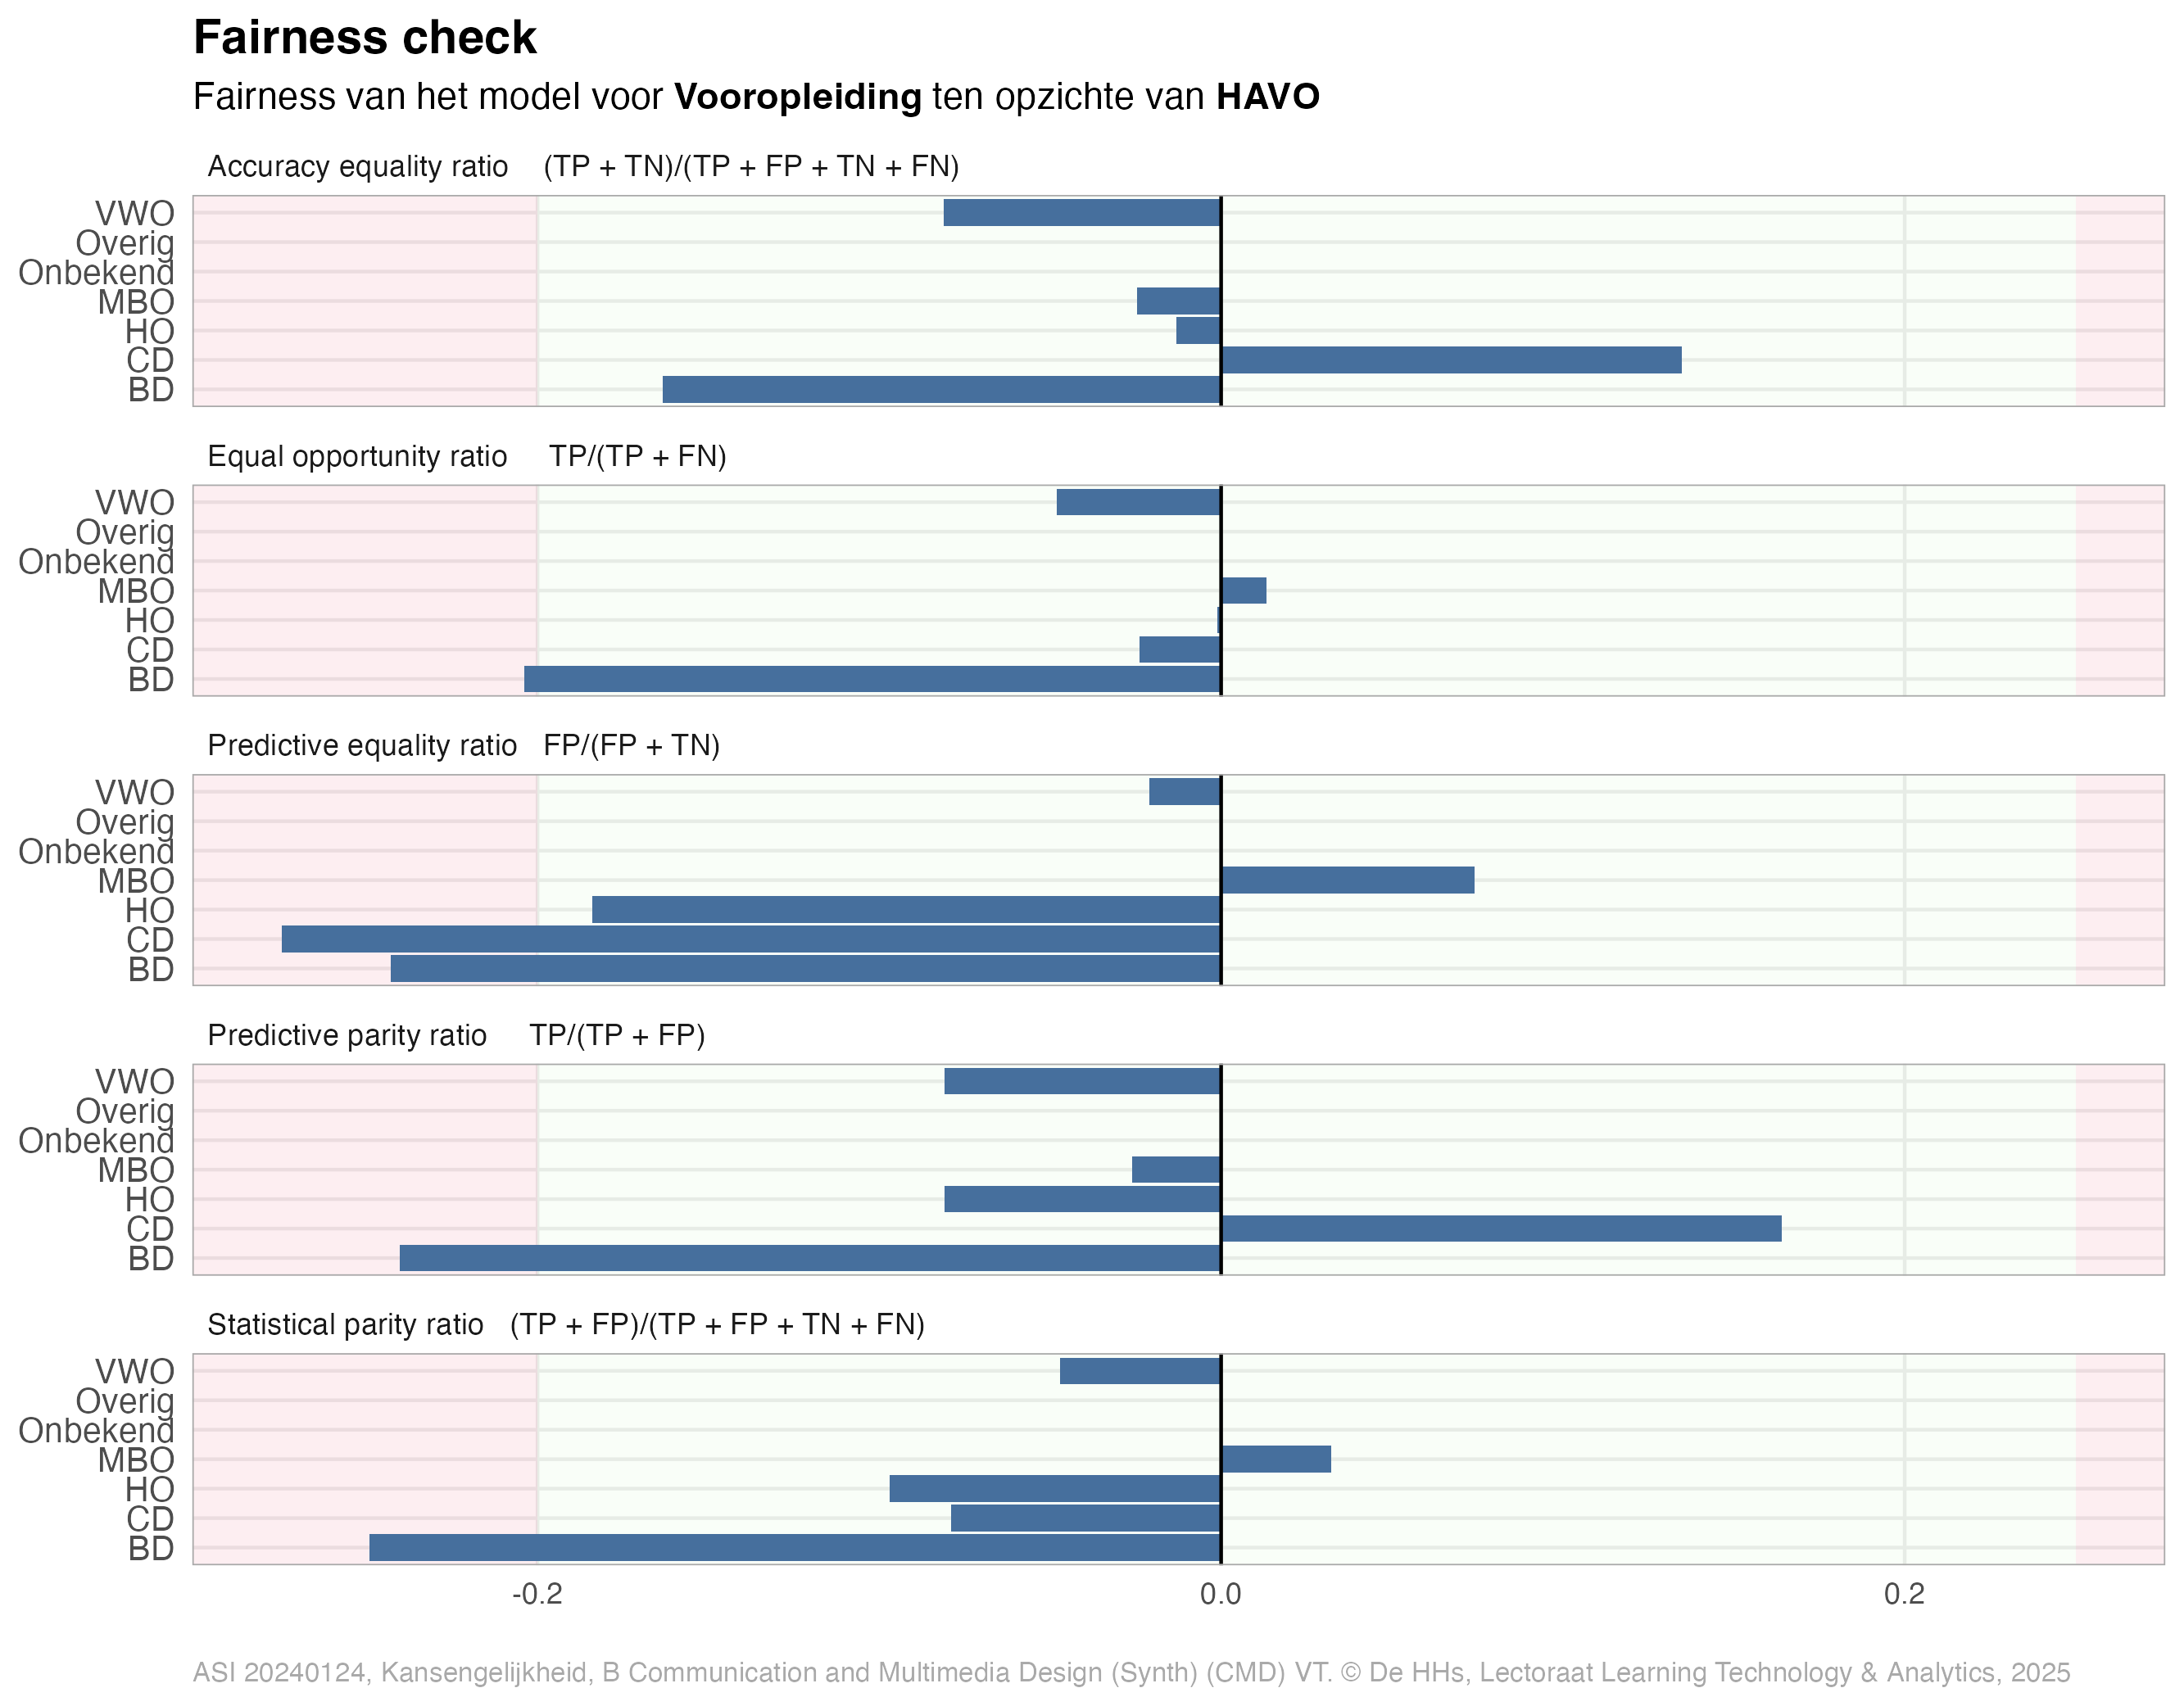 Fairness check
Fairness van het model voor Vooropleiding ten opzichte van HAVO
Accuracy equality ratio (TP + TN)/(TP + FP + TN + FN)
VWO
Overig
Onbekend
MBO
HO
CD
BD
Equal opportunity ratio TP/(TP + FN)
VWO
Overig
Onbekend
MBO
HO
CD
BD
Predictive equality ratio FP/(FP + TN)
VWO
Overig
Onbekend
MBO
HO
CD
BD
Predictive parity ratio TP/(TP + FP)
VWO
Overig
Onbekend
MBO
HO
CD
BD
Statistical parity ratio (TP + FP)/(TP + FP + TN + FN)
VWO
Overig
Onbekend
MBO
HO
CD
BD
-0.2 0.0 0.2
ASI 20240124, Kansengelijkheid, B Communication and Multimedia Design (Synth) (CMD) VT. © De HHs, Lectoraat Learning Technology & Analytics, 2025